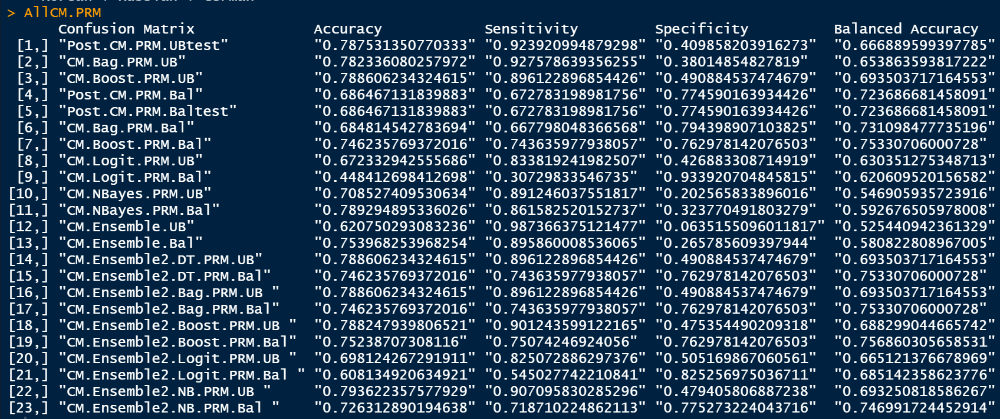 > AllCM.PRM
Confusion Matrix Accuracy Sensitivity Specificity Balanced Accuracy
[1,] "Post.CM.PRM.UBtest" "0.787531350770333" "0.923920994879298" "0.409858203916273" "0.666889599397785"
[2,] "CM.Bag.PRM.UB" "0.782336080257972" "0.927578639356255" "0.38014854827819" "0.653863593817222"
[3,] "CM.Boost.PRM.UB" "0.788606234324615" "0.896122896854426" "0.490884537474679" "0.693503717164553"
[4,] "Post.CM.PRM.Bal" "0.686467131839883" "0.672783198981756" "0.774590163934426" "0.723686681458091"
[5,] "Post.CM.PRM.Baltest" "0.686467131839883" "0.672783198981756" "0.774590163934426" "0.723686681458091"
[6,] "CM.Bag.PRM.Bal" "0.684814542783694" "0.667798048366568" "0.794398907103825" "0.731098477735196"
[7,] "CM.Boost.PRM.Bal" "0.746235769372016" "0.743635977938057" "0.762978142076503" "0.75330706000728"
[8,] "CM.Logit.PRM.UB" "0.672332942555686" "0.833819241982507" "0.426883308714919" "0.630351275348713"
[9,] "CM.Logit.PRM.Bal" "0.448412698412698" "0.30729833546735" "0.933920704845815" "0.620609520156582"
[10,] "CM.NBayes.PRM.UB" "0.708527409530634" "0.891246037551817" "0.202565833896016" "0.546905935723916"
[11,] "CM.NBayes.PRM.Bal" "0.789294895336026" "0.861582520152737" "0.323770491803279" "0.592676505978008"
[12,] "CM.Ensemble.UB" "0.620750293083236" "0.987366375121477" "0.0635155096011817" "0.525440942361329"
[13,] "CM.Ensemble.Bal" "0.753968253968254" "0.895860008536065" "0.265785609397944" "0.580822808967005"
[14,] "CM.Ensemble2.DT.PRM.UB" "0.788606234324615" "0.896122896854426" "0.490884537474679" "0.693503717164553"
[15,] "CM.Ensemble2.DT.PRM.Bal" "0.746235769372016" "0.743635977938057" "0.762978142076503" "0.75330706000728"
[16,] "CM.Ensemble2.Bag.PRM.UB " "0.788606234324615" "0.896122896854426" "0.490884537474679" "0.693503717164553"
[17,] "CM.Ensemble2.Bag.PRM.Bal" "0.746235769372016" "0.743635977938057" "0.762978142076503" "0.75330706000728"
[18,] "CM.Ensemble2.Boost.PRM.UB " "0.788247939806521" "0.901243599122165" "0.475354490209318" "0.688299044665742"
[19,] "CM.Ensemble2.Boost.PRM.Bal" "0.75238707308116" "0.75074246924056" "0.762978142076503" "0.756860305658531"
[20,] "CM.Ensemble2.Logit.PRM.UB " "0.698124267291911" "0.825072886297376" "0.505169867060561" "0.665121376678969"
[21,] "CM.Ensemble2.Logit.PRM.Bal " "0.608134920634921" "0.545027742210841" "0.825256975036711" "0.685142358623776"
[22,] "CM.Ensemble2.NB.PRM.UB " "0.793622357577929" "0.907095830285296" "0.479405806887238" "0.693250818586267"
[23,] "CM.Ensemble2.NB.PRM.Bal " "0.726312890194638" "0.718710224862113" "0.775273224043716" "0.746991724452914"